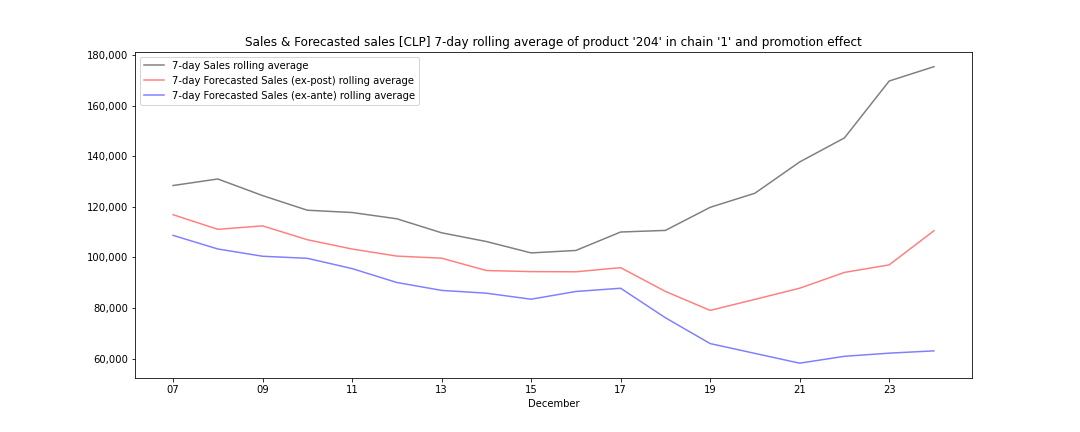 Sales & Forecasted sales [CLP] 7-day rolling average of product '204' in chain '1' and promotion effect
180,000
160,000
140,000
120,000
100,000
80,000
60,000
7-day Sales rolling average
7-day Forecasted Sales (ex-post) rolling average
7-day Forecasted Sales (ex-ante) rolling average
07 09 11 13 15 17 19 21 23
December